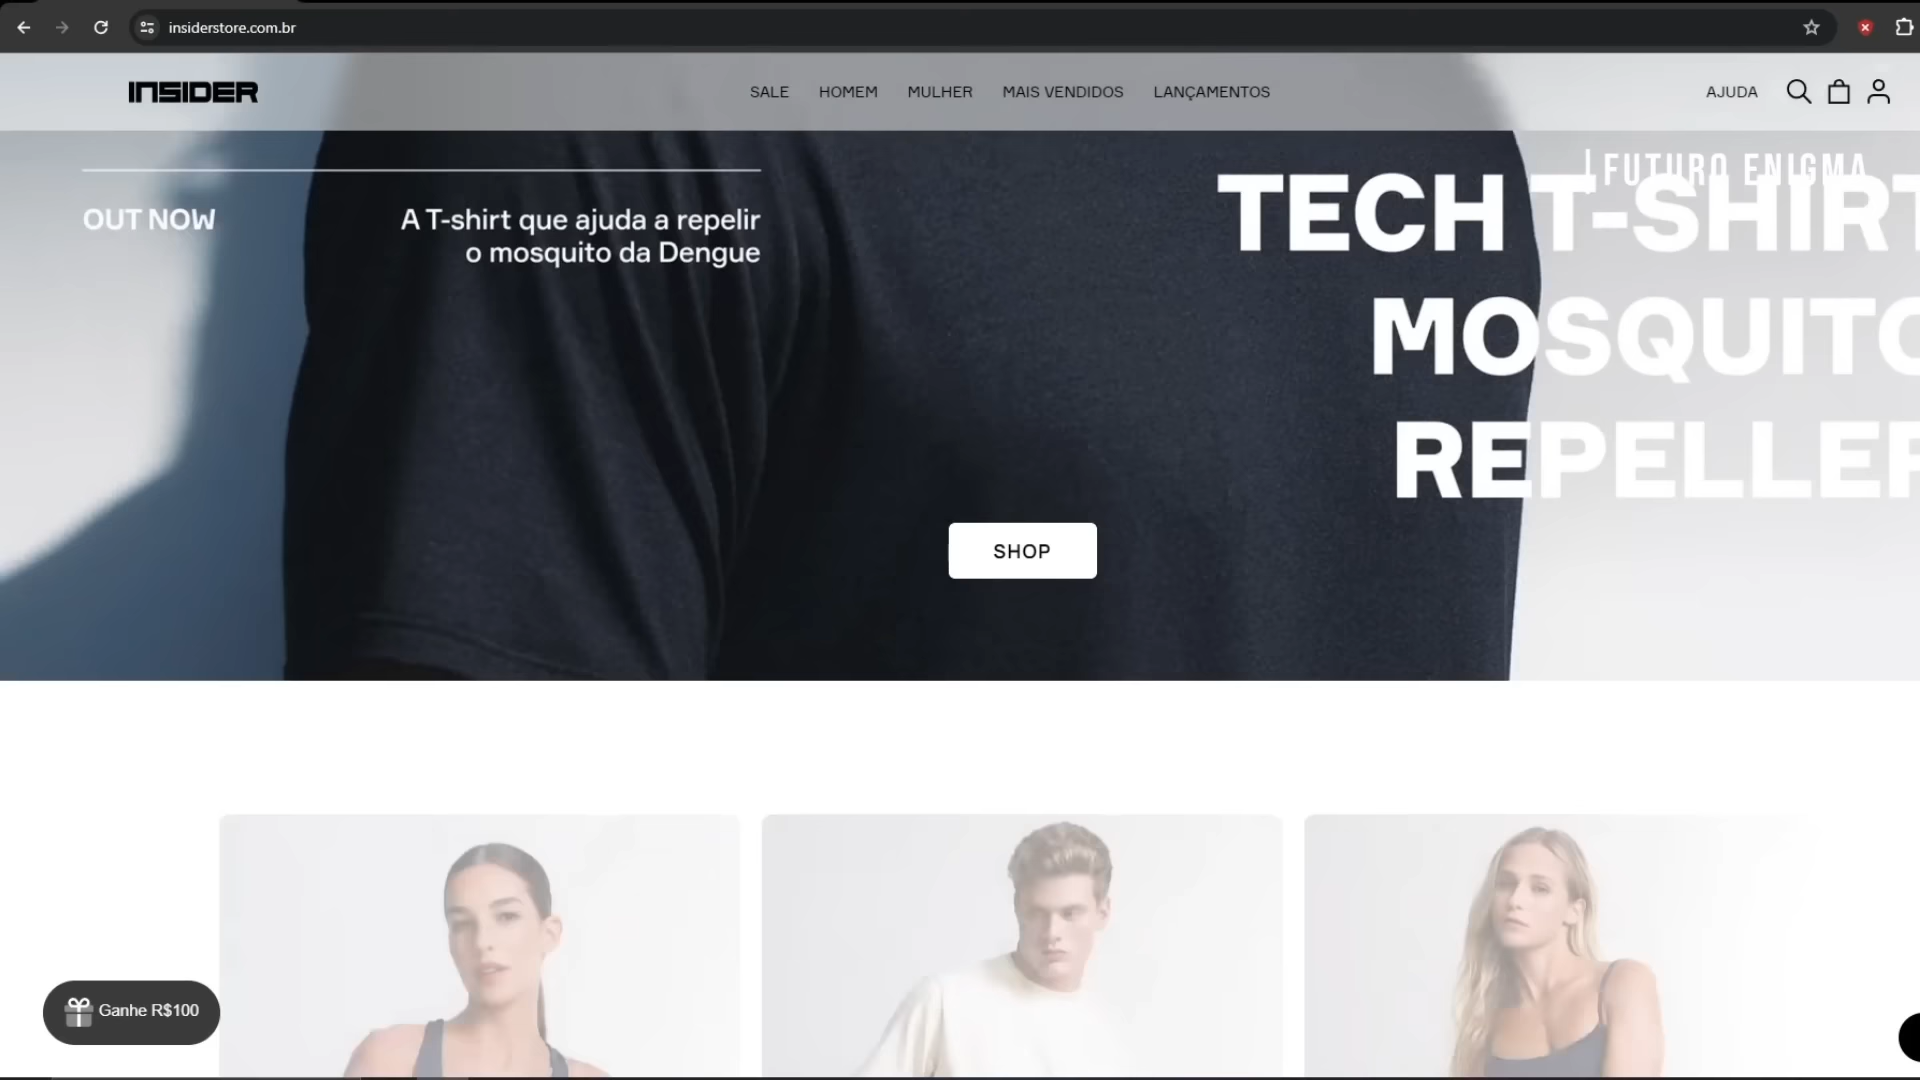 insiderstore.com.br
INSIDER
SALE HOMEM MULHER MAIS VENDIDOS LANÇAMENTOS AJUDA
| FUTURO ENIGMA
OUT NOW
A T-shirt que ajuda a repelir
o mosquito da Dengue
TECH T-SHIRT
MOSQUITO
REPELLER
SHOP
Ganhe R$100